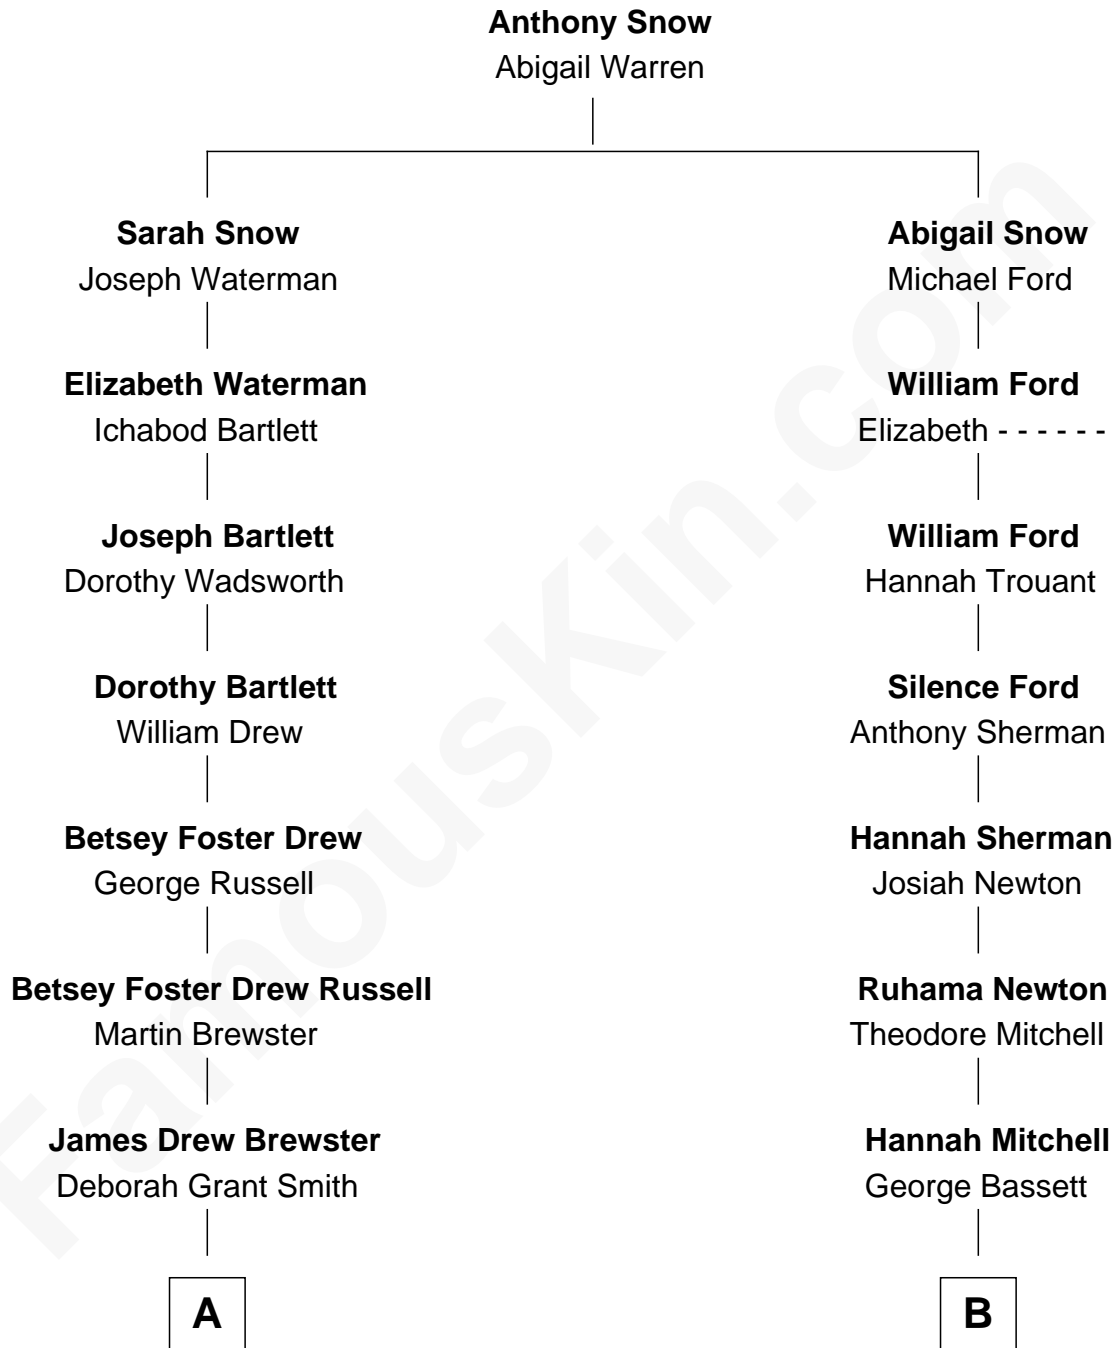 Anthony Snow
Abigail Warren
Sarah Snow
Joseph Waterman
Abigail Snow
Michael Ford
Elizabeth Waterman
Ichabod Bartlett
William Ford
Elizabeth - - - - - -
Joseph Bartlett
Dorothy Wadsworth
William Ford
Hannah Trouant
Dorothy Bartlett
William Drew
Silence Ford
Anthony Sherman
Betsey Foster Drew
George Russell
Hannah Sherman
Josiah Newton
Betsey Foster Drew Russell
Martin Brewster
Ruhama Newton
Theodore Mitchell
James Drew Brewster
Deborah Grant Smith
Hannah Mitchell
George Bassett
A
B
FamousKin.com